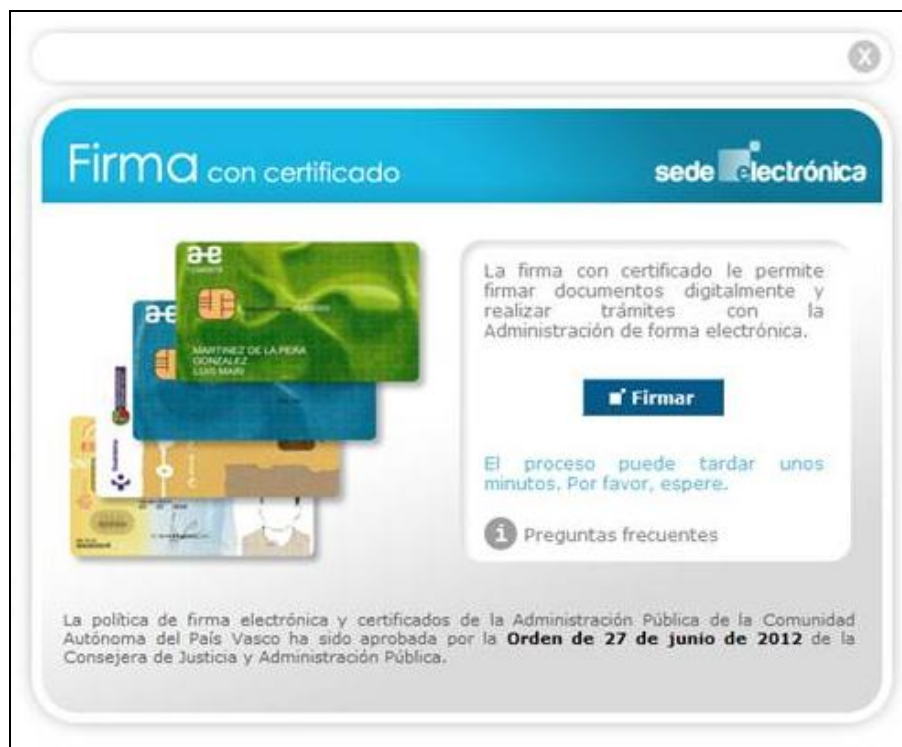 X
Firma con certificado
sede electrónica
a-e
a-e
MARTINEZ DE LA PEÑA
GONZALEZ
LUIS MARI
La firma con certificado le permite
firmar documentos digitalmente y
realizar trámites con la
Administración de forma electrónica.
Firmar
El proceso puede tardar unos
minutos. Por favor, espere.
i Preguntas frecuentes
La política de firma electrónica y certificados de la Administración Pública de la Comunidad
Autónoma del País Vasco ha sido aprobada por la Orden de 27 de junio de 2012 de la
Consejera de Justicia y Administración Pública.